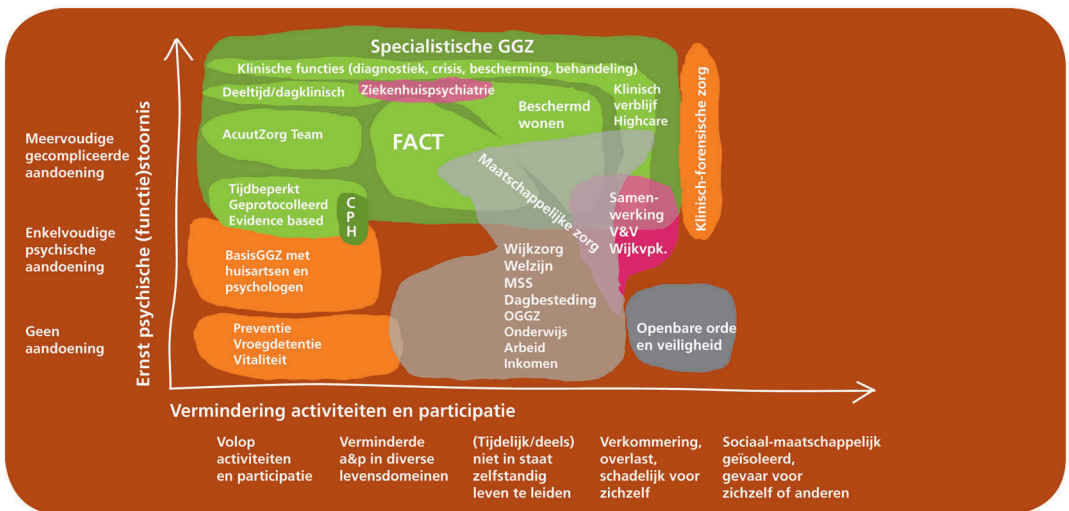 Specialistische GGZ
Klinische functies (diagnostiek, crisis, bescherming, behandeling)
Deeltijd/dagklinisch
Ziekenhuispsychiatrie
Beschermd
wonen
Klinisch
verblijf
Highcare
AcuutZorg Team
FACT
Maatschappelijke zorg
Tijdbeperkt
Geprotocolleerd
Evidence based
C
P
H
Samen-
werking
V&V
Wijkvpk.
Klinisch-forensische zorg
BasisGGZ met
huisartsen en
psychologen
Wijkzorg
Welzijn
MSS
Dagbesteding
OGGZ
Onderwijs
Arbeid
Inkomen
Preventie
Vroegdetentie
Vitaliteit
Openbare orde
en veiligheid
Ernst psychische (functie)stoornis
Meervoudige
gecompliceerde
aandoening
Enkelvoudige
psychische
aandoening
Geen
aandoening
Vermindering activiteiten en participatie
Volop
activiteiten
en participatie
Verminderde
a&p in diverse
levensdomeinen
(Tijdelijk/deels)
niet in staat
zelfstandig
leven te leiden
Verkommering,
overlast,
schadelijk voor
zichzelf
Sociaal-maatschappelijk
geïsoleerd,
gevaar voor
zichzelf of anderen